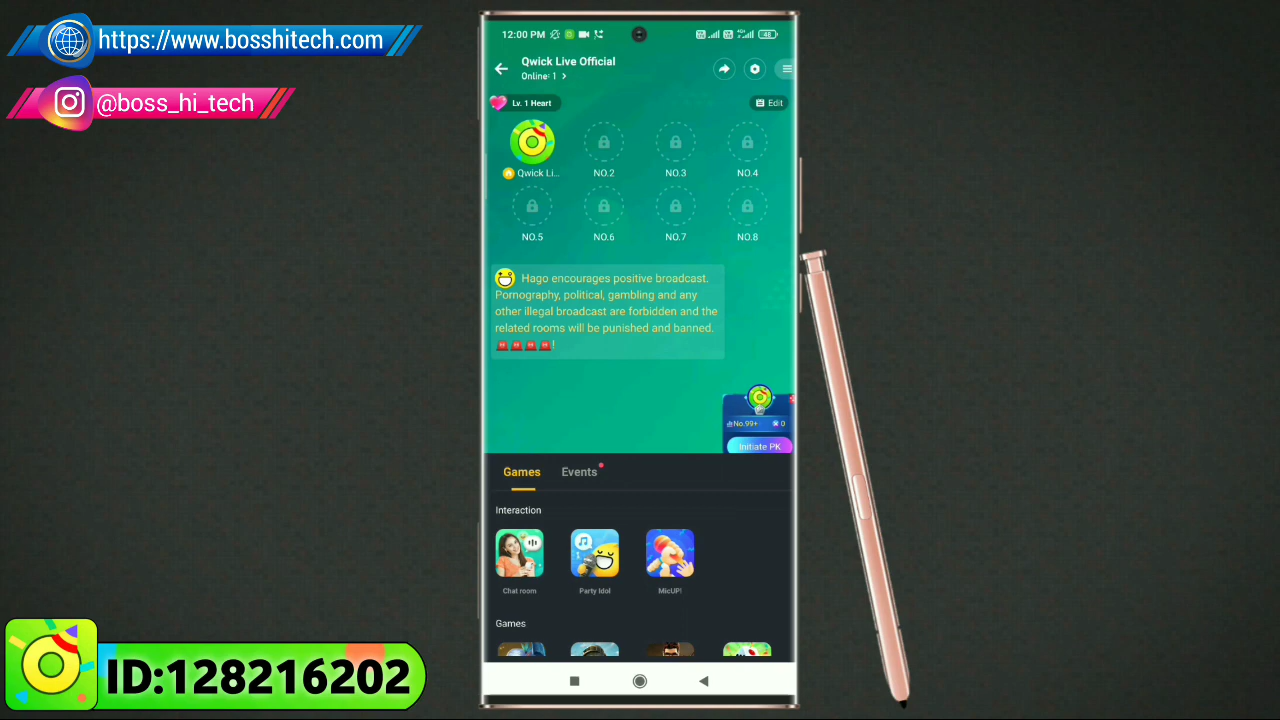 https://www.bosshitech.com
@boss_hi_tech
12:00 PM
48
Qwick Live Official
Online: 1
Lv. 1 Heart
Edit
Qwick Li...
NO.2
NO.3
NO.4
NO.5
NO.6
NO.7
NO.8
Hago encourages positive broadcast.
Pornography, political, gambling and any
other illegal broadcast are forbidden and the
related rooms will be punished and banned.
🚨🚨🚨🚨!
No.99+ 0
Initiate PK
Games Events
Interaction
Chat room
Party Idol
MicUP!
Games
ID:128216202